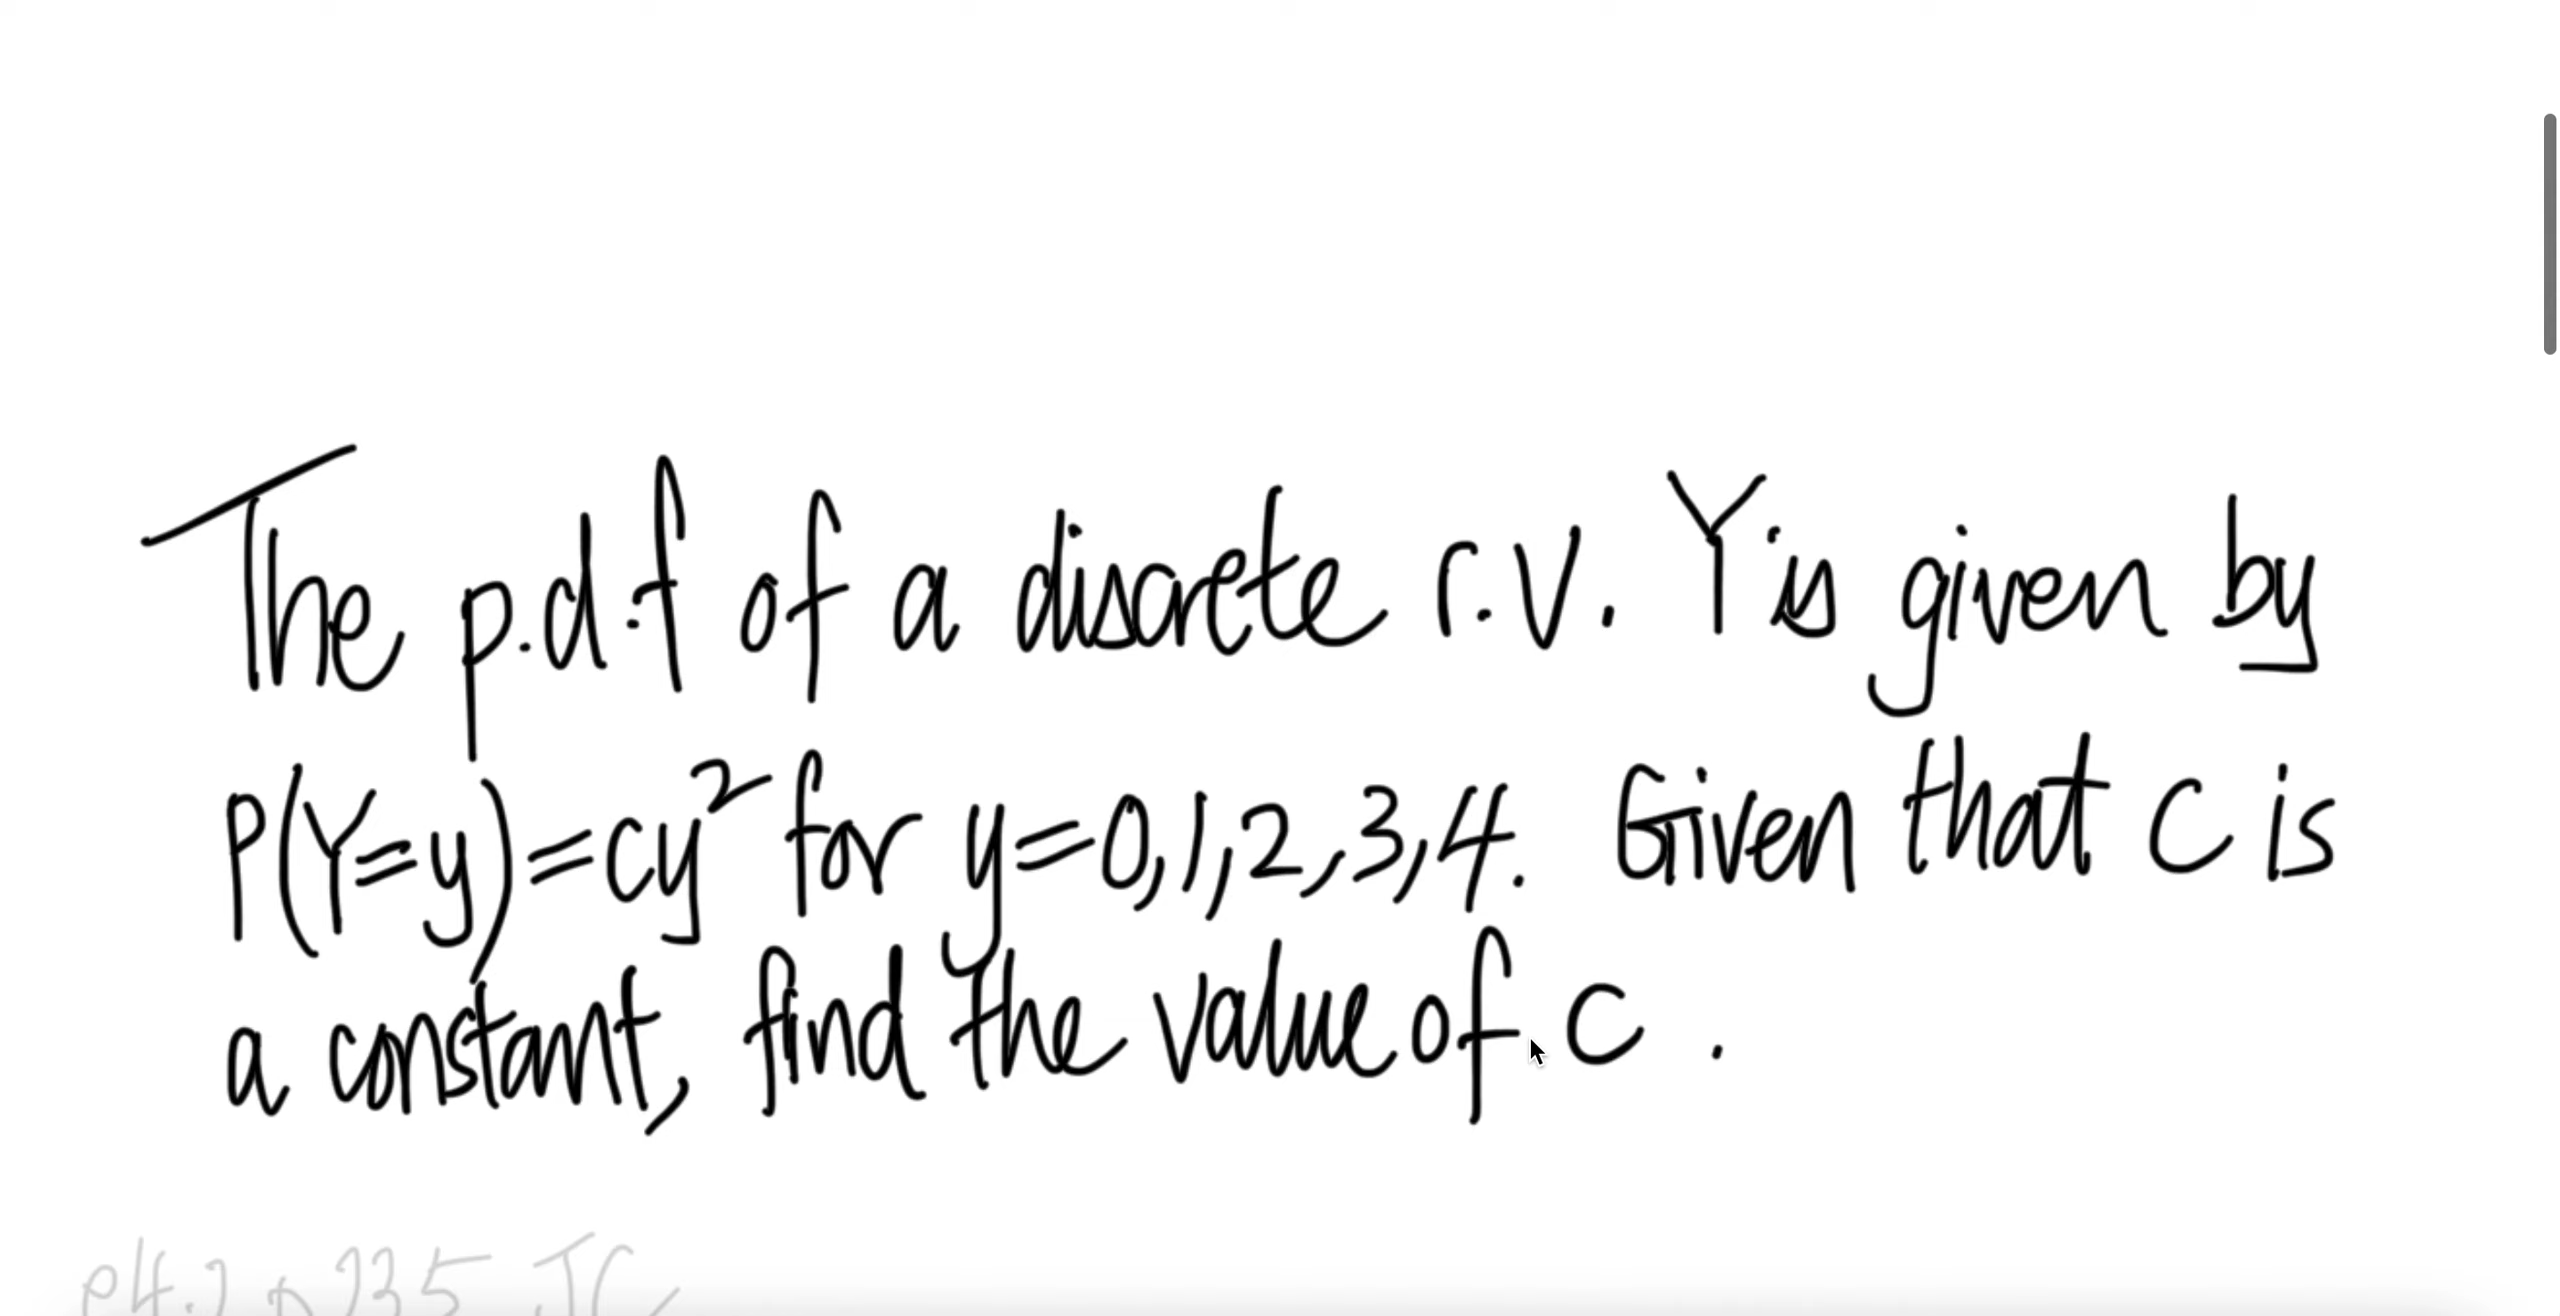 The p.d.f of a discrete r.v. Y is given by
P(Y=y)=cy² for y=0,1,2,3,4. Given that c is
a constant, find the value of c.